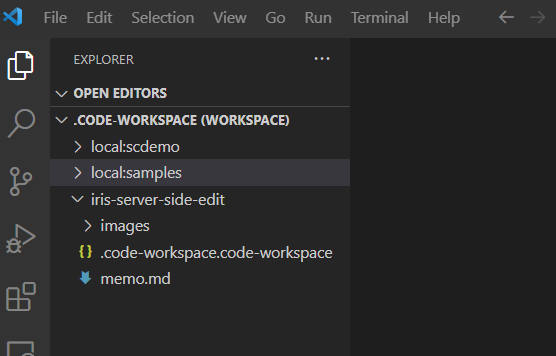 File Edit Selection View Go Run Terminal Help
EXPLORER
OPEN EDITORS
.CODE-WORKSPACE (WORKSPACE)
local:scdemo
local:samples
iris-server-side-edit
images
.code-workspace.code-workspace
memo.md